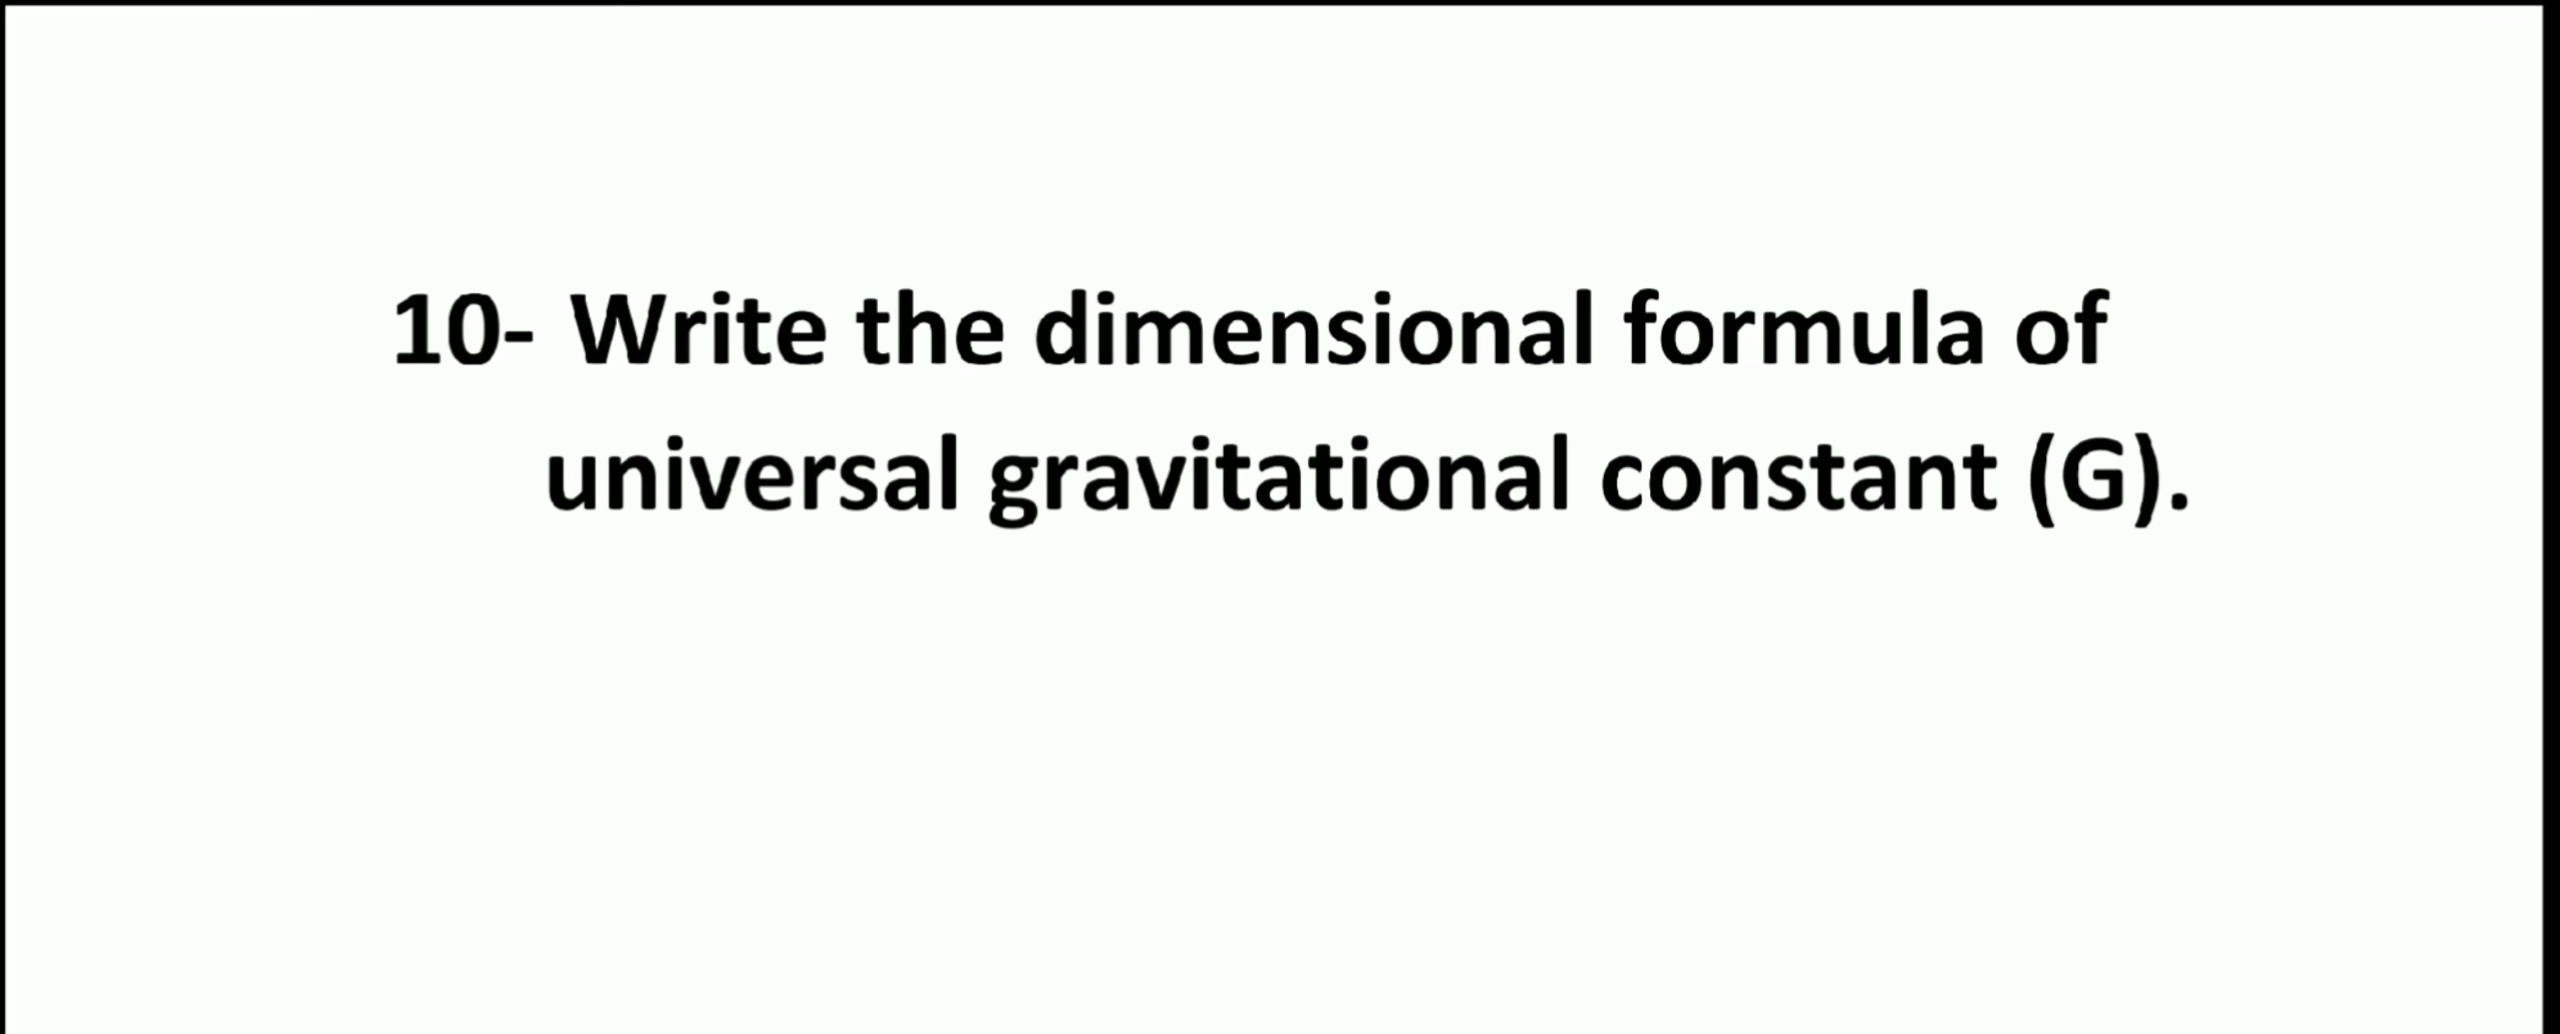 10- Write the dimensional formula of
universal gravitational constant (G).